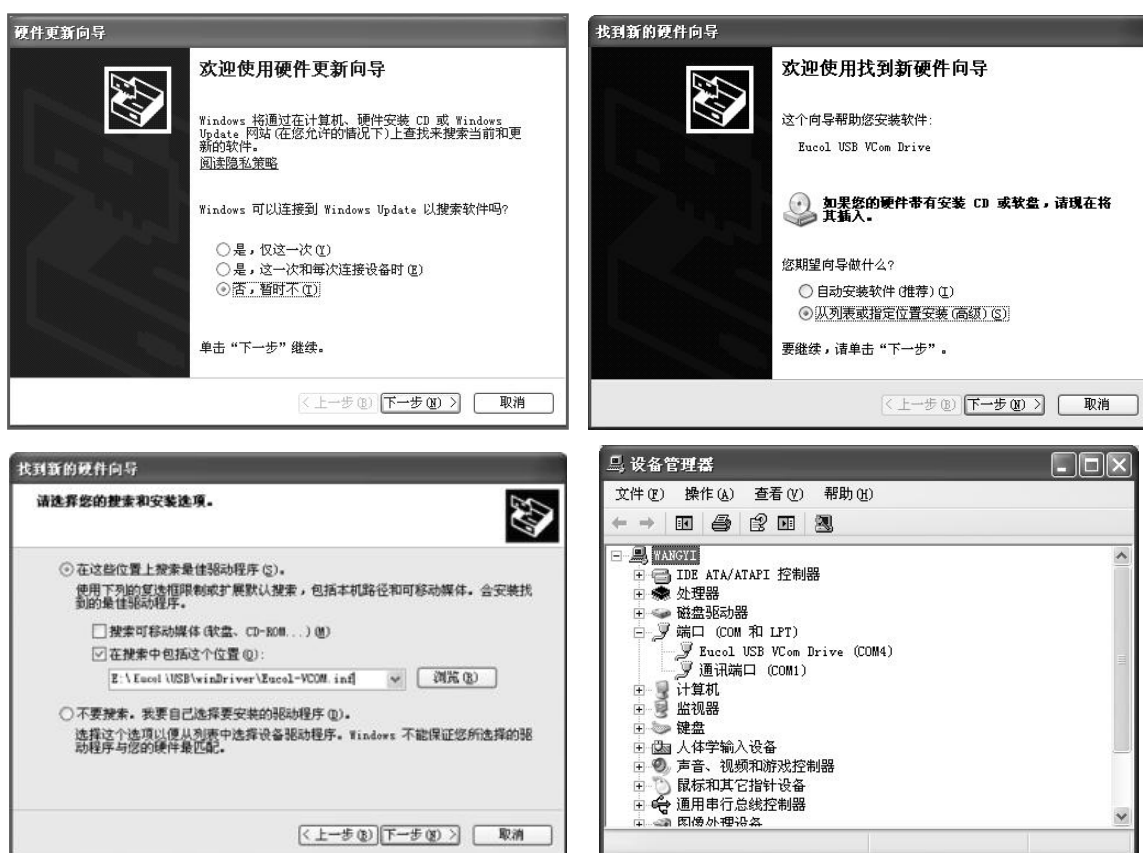 硬件更新向导
欢迎使用硬件更新向导
Windows 将通过在计算机、硬件安装 CD 或 Windows
Update 网站(在您允许的情况下)上查找来搜索当前和更
新的软件。
阅读隐私策略
Windows 可以连接到 Windows Update 以搜索软件吗?
是，仅这一次(Y)
是，这一次和每次连接设备时(E)
否，暂时不(T)
单击“下一步”继续。
<上一步(B) 下一步(N) > 取消
找到新的硬件向导
欢迎使用找到新硬件向导
这个向导帮助您安装软件:
Eucol USB VCom Drive
如果您的硬件带有安装 CD 或软盘，请现在将
其插入。
您期望向导做什么?
自动安装软件(推荐)(I)
从列表或指定位置安装(高级)(S)
要继续，请单击“下一步”。
<上一步(B) 下一步(N) > 取消
找到新的硬件向导
请选择您的搜索和安装选项。
在这些位置上搜索最佳驱动程序(S)。
使用下列的复选框限制或扩展默认搜索，包括本机路径和可移动媒体。会安装找
到的最佳驱动程序。
搜索可移动媒体(软盘、CD-ROM...)(M)
在搜索中包括这个位置(O):
E:\Eucol\USB\winDriver\Eucol-VCOM.inf 浏览(R)
不要搜索。我要自己选择要安装的驱动程序(D)。
选择这个选项以便从列表中选择设备驱动程序。Windows 不能保证您所选择的驱
动程序与您的硬件最匹配。
<上一步(B) 下一步(N) > 取消
设备管理器
文件(F) 操作(A) 查看(V) 帮助(H)
WANGYI
IDE ATA/ATAPI 控制器
处理器
磁盘驱动器
端口 (COM 和 LPT)
Eucol USB VCom Drive (COM4)
通讯端口 (COM1)
计算机
监视器
键盘
人体学输入设备
声音、视频和游戏控制器
鼠标和其它指针设备
通用串行总线控制器
图像处理设备